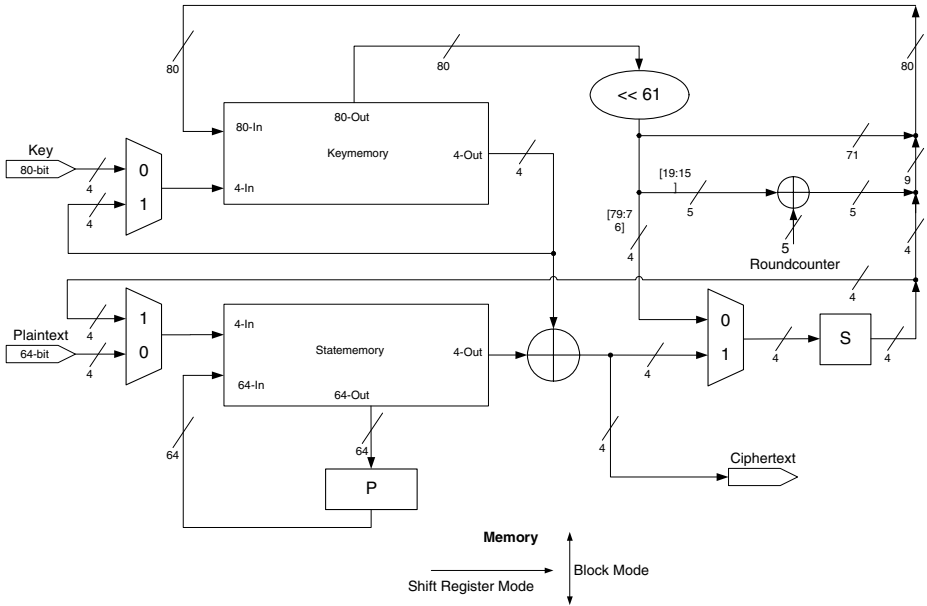 80
80
80
<< 61
80-In
80-Out
Keymemory
4-Out
4-In
Key
80-bit
4
0
1
4
4
71
[19:15
]
5
5
9
[79:7
6]
4
5
Roundcounter
4
4
Plaintext
64-bit
4
1
0
4
4-In
Statememory
4-Out
64-In
64-Out
0
1
4
4
S
4
64
64
4
P
Ciphertext
Memory
Shift Register Mode
Block Mode